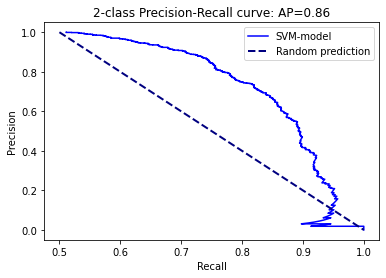 2-class Precision-Recall curve: AP=0.86
SVM-model
Random prediction
Precision
1.0
0.8
0.6
0.4
0.2
0.0
0.5 0.6 0.7 0.8 0.9 1.0
Recall